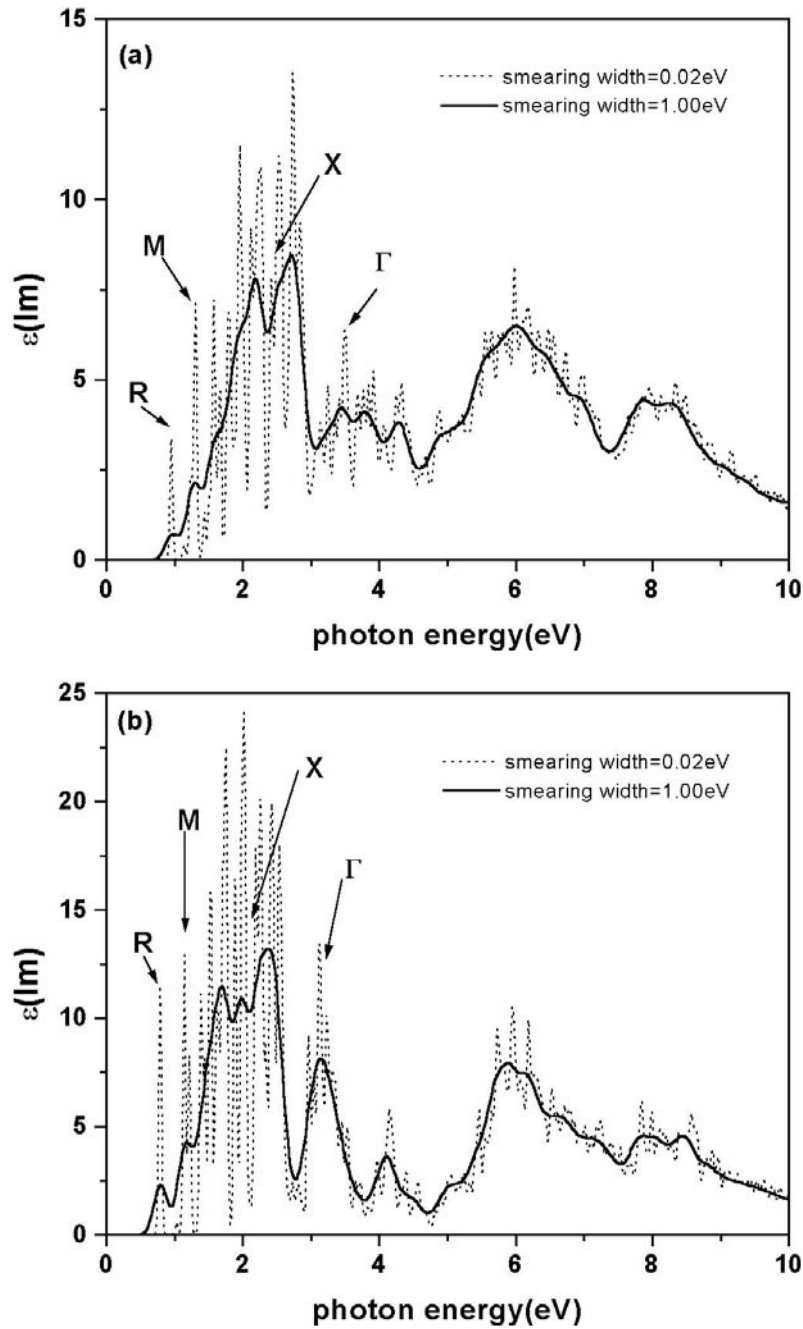 15
(a)
smearing width=0.02eV
smearing width=1.00eV
X
10
M
Γ
ε(Im)
5
R
0
0 2 4 6 8 10
photon energy(eV)
25
(b)
smearing width=0.02eV
smearing width=1.00eV
X
20
M
Γ
15
R
ε(Im)
10
5
0
0 2 4 6 8 10
photon energy(eV)